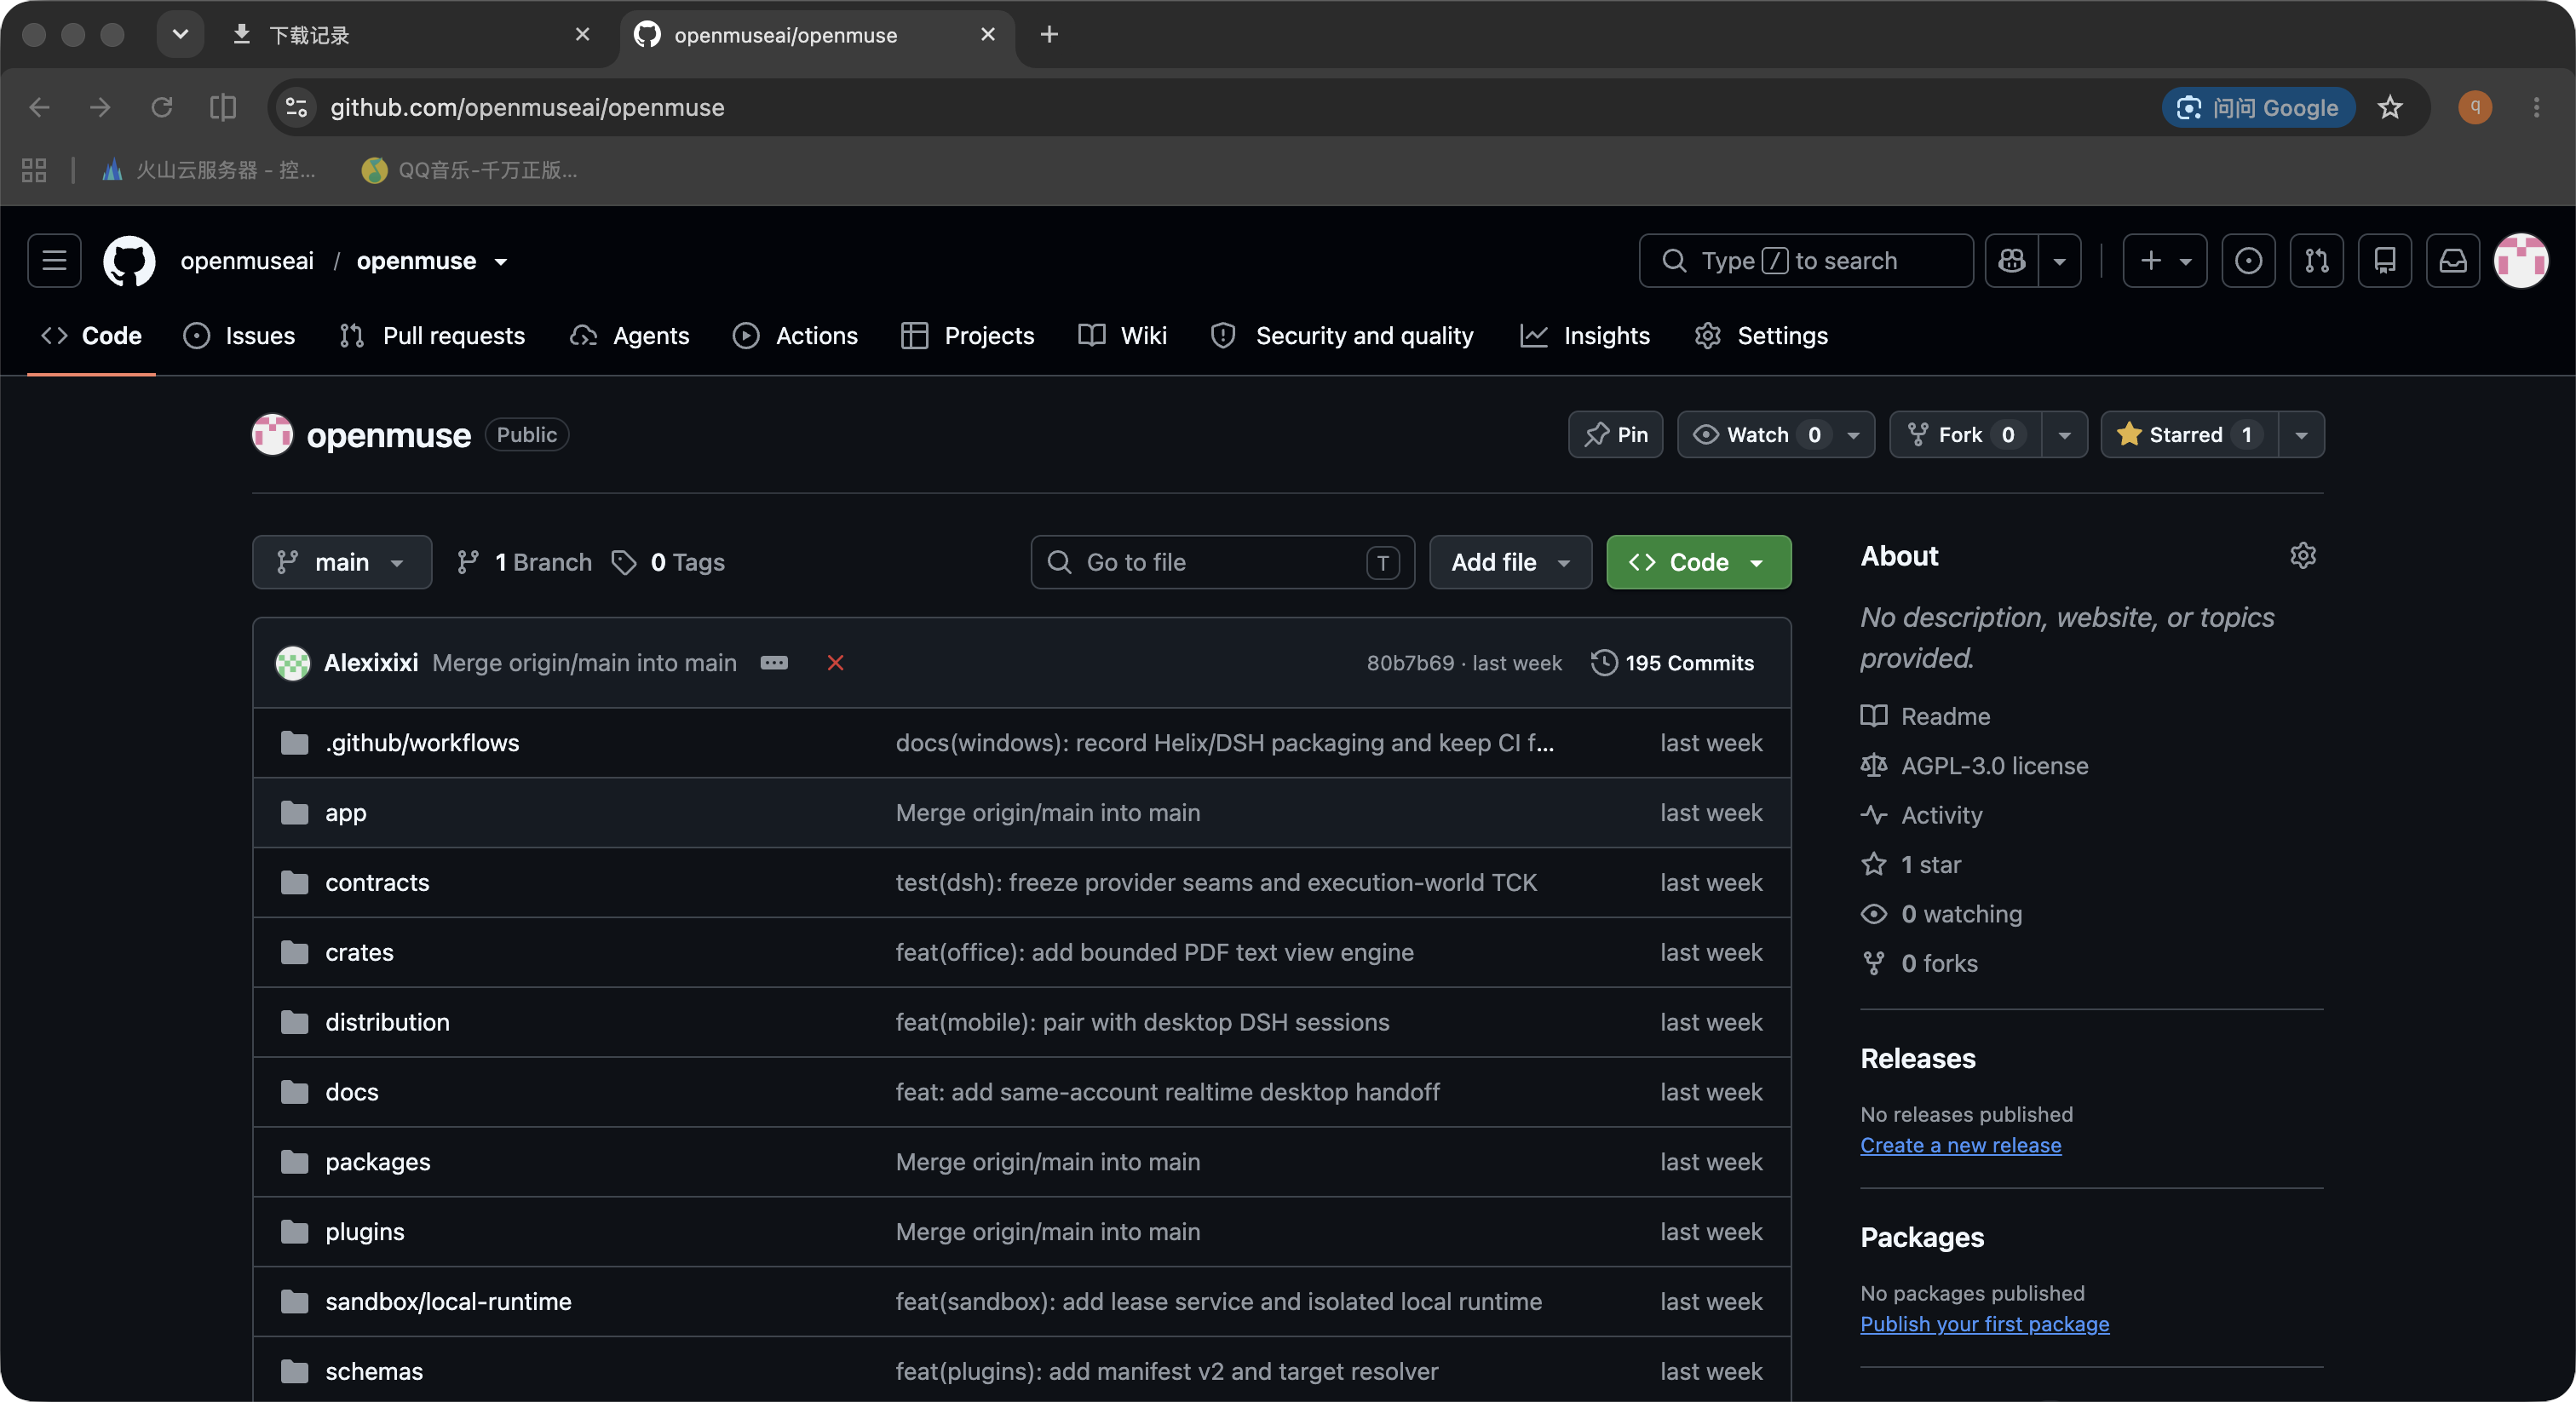 下载记录
openmuseai/openmuse
github.com/openmuseai/openmuse
问问 Google
q
火山云服务器 - 控...
QQ音乐-千万正版...
openmuseai / openmuse
Type / to search
Code
Issues
Pull requests
Agents
Actions
Projects
Wiki
Security and quality
Insights
Settings
openmuse Public
Pin
Watch 0
Fork 0
Starred 1
main
1 Branch
0 Tags
Go to file T
Add file
Code
Alexixixi Merge origin/main into main
80b7b69 · last week
195 Commits
.github/workflows docs(windows): record Helix/DSH packaging and keep CI f... last week
app Merge origin/main into main last week
contracts test(dsh): freeze provider seams and execution-world TCK last week
crates feat(office): add bounded PDF text view engine last week
distribution feat(mobile): pair with desktop DSH sessions last week
docs feat: add same-account realtime desktop handoff last week
packages Merge origin/main into main last week
plugins Merge origin/main into main last week
sandbox/local-runtime feat(sandbox): add lease service and isolated local runtime last week
schemas feat(plugins): add manifest v2 and target resolver last week
About
No description, website, or topics
provided.
Readme
AGPL-3.0 license
Activity
1 star
0 watching
0 forks
Releases
No releases published
Create a new release
Packages
No packages published
Publish your first package